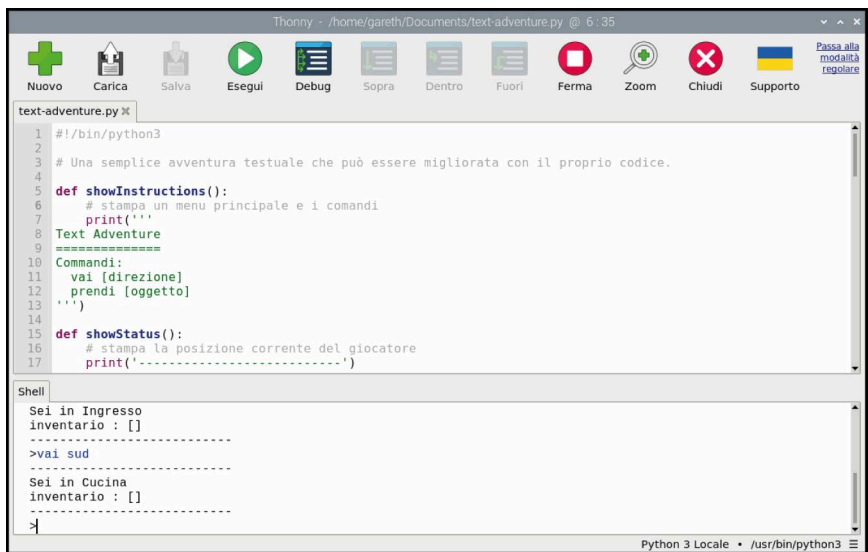 Thonny - /home/gareth/Documents/text-adventure.py @ 6 : 35
Nuovo Carica Salva Esegui Debug Sopra Dentro Fuori Ferma Zoom Chiudi Supporto
Passa alla
modalità
regolare
text-adventure.py
1 #!/bin/python3
2
3 # Una semplice avventura testuale che può essere migliorata con il proprio codice.
4
5 def showInstructions():
6     # stampa un menu principale e i comandi
7     print('''
8 Text Adventure
9 ==============
10 Commandi:
11   vai [direzione]
12   prendi [oggetto]
13 ''')
14
15 def showStatus():
16     # stampa la posizione corrente del giocatore
17     print('---------------------------')
Shell
Sei in Ingresso
inventario : []
---------------------------
>vai sud
---------------------------
Sei in Cucina
inventario : []
---------------------------
>
Python 3 Locale • /usr/bin/python3 ☰